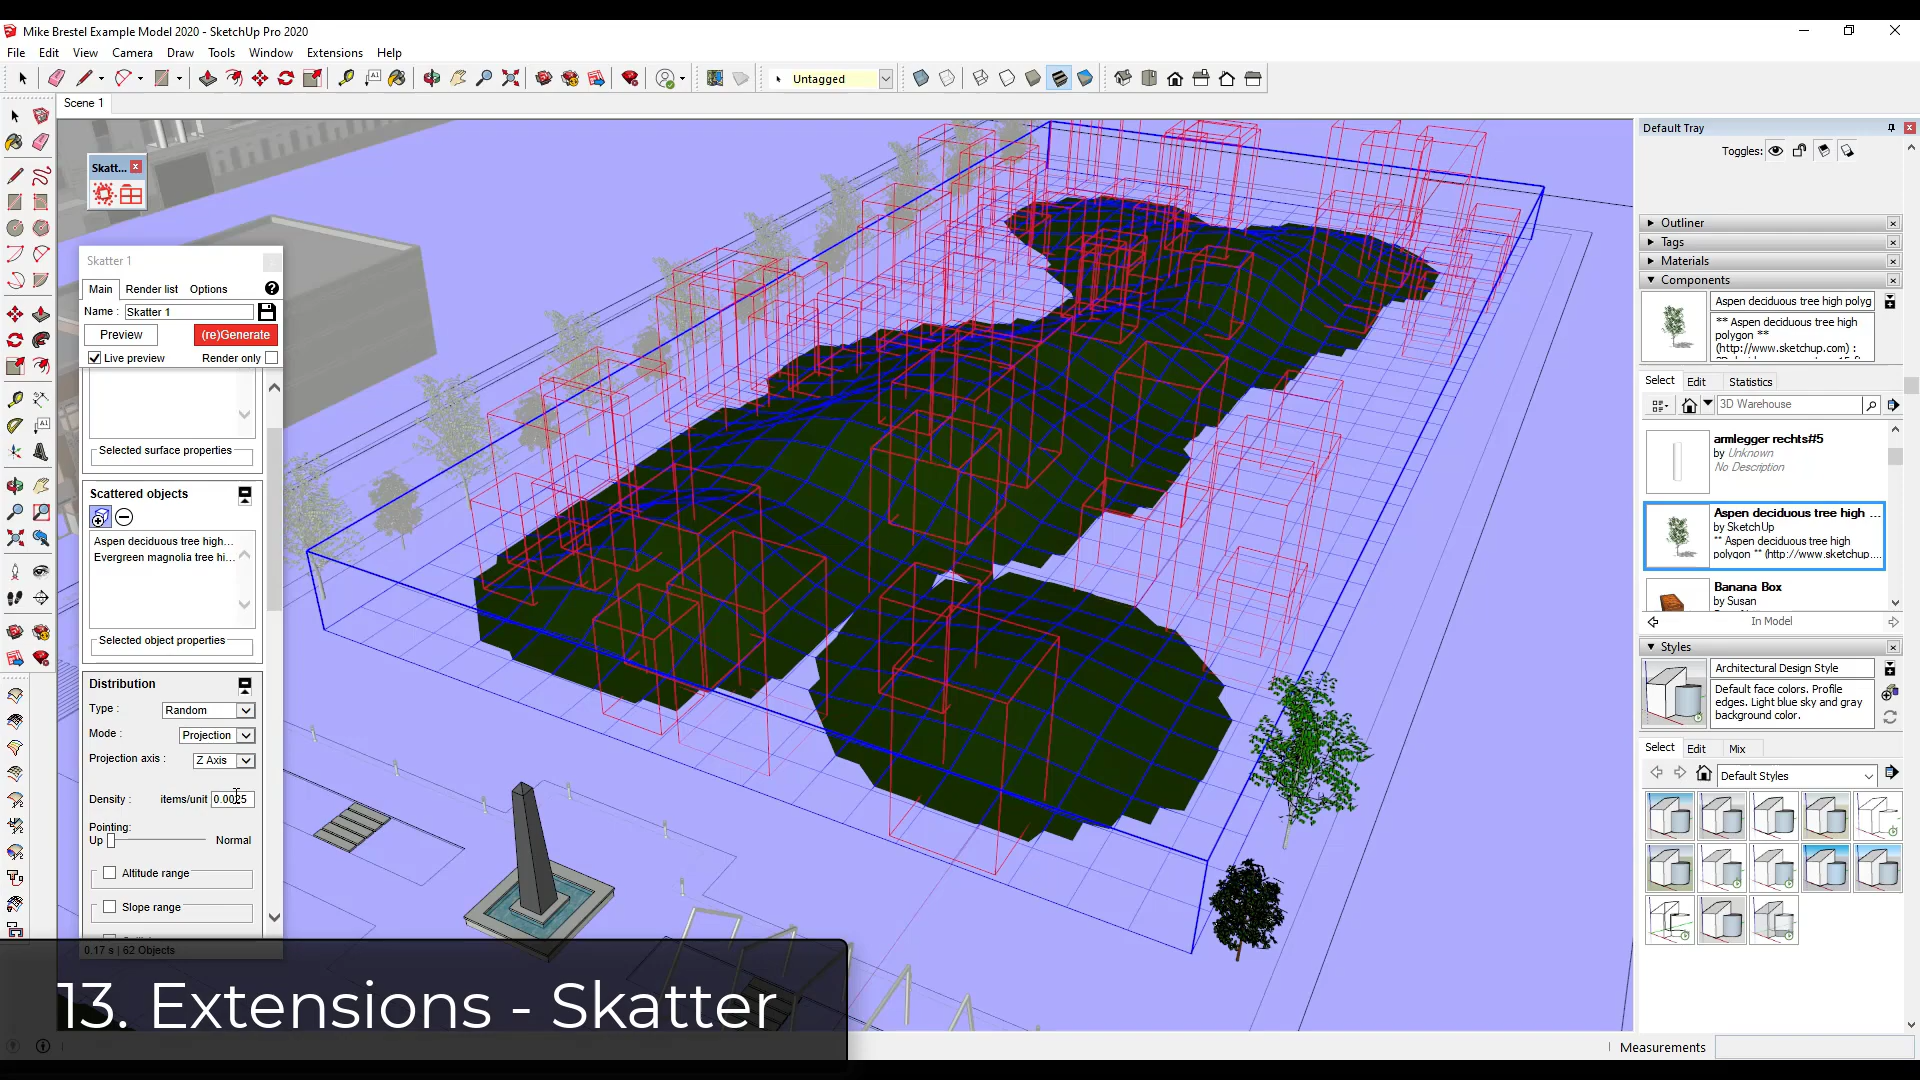 Mike Brestel Example Model 2020 - SketchUp Pro 2020
File Edit View Camera Draw Tools Window Extensions Help
Untagged
Scene 1
Skatt...
Skatter 1
Main Render list Options
Name : Skatter 1
Preview (re)Generate
Live preview Render only
Selected surface properties
Scattered objects
Aspen deciduous tree high...
Evergreen magnolia tree hi...
Selected object properties
Distribution
Type : Random
Mode : Projection
Projection axis : Z Axis
Density : items/unit 0.0025
Pointing:
Up Normal
Altitude range
Slope range
0.17 s | 62 Objects
13. Extensions - Skatter
Default Tray
Toggles:
Outliner
Tags
Materials
Components
Aspen deciduous tree high polyg
** Aspen deciduous tree high
polygon **
(http://www.sketchup.com) :
Select Edit Statistics
3D Warehouse
armlegger rechts#5
by Unknown
No Description
Aspen deciduous tree high ...
by SketchUp
** Aspen deciduous tree high
polygon ** (http://www.sketchup....
Banana Box
by Susan
In Model
Styles
Architectural Design Style
Default face colors. Profile
edges. Light blue sky and gray
background color.
Select Edit Mix
Default Styles
Measurements